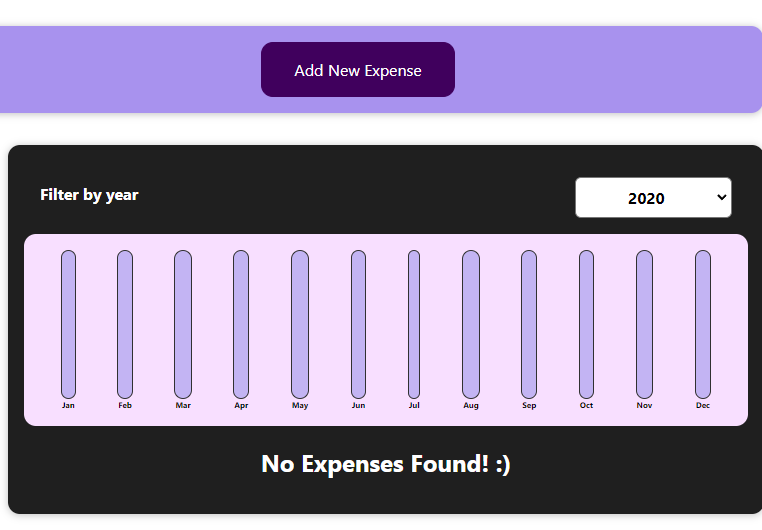 Add New Expense
Filter by year
2020
Jan Feb Mar Apr May Jun Jul Aug Sep Oct Nov Dec
No Expenses Found! :)